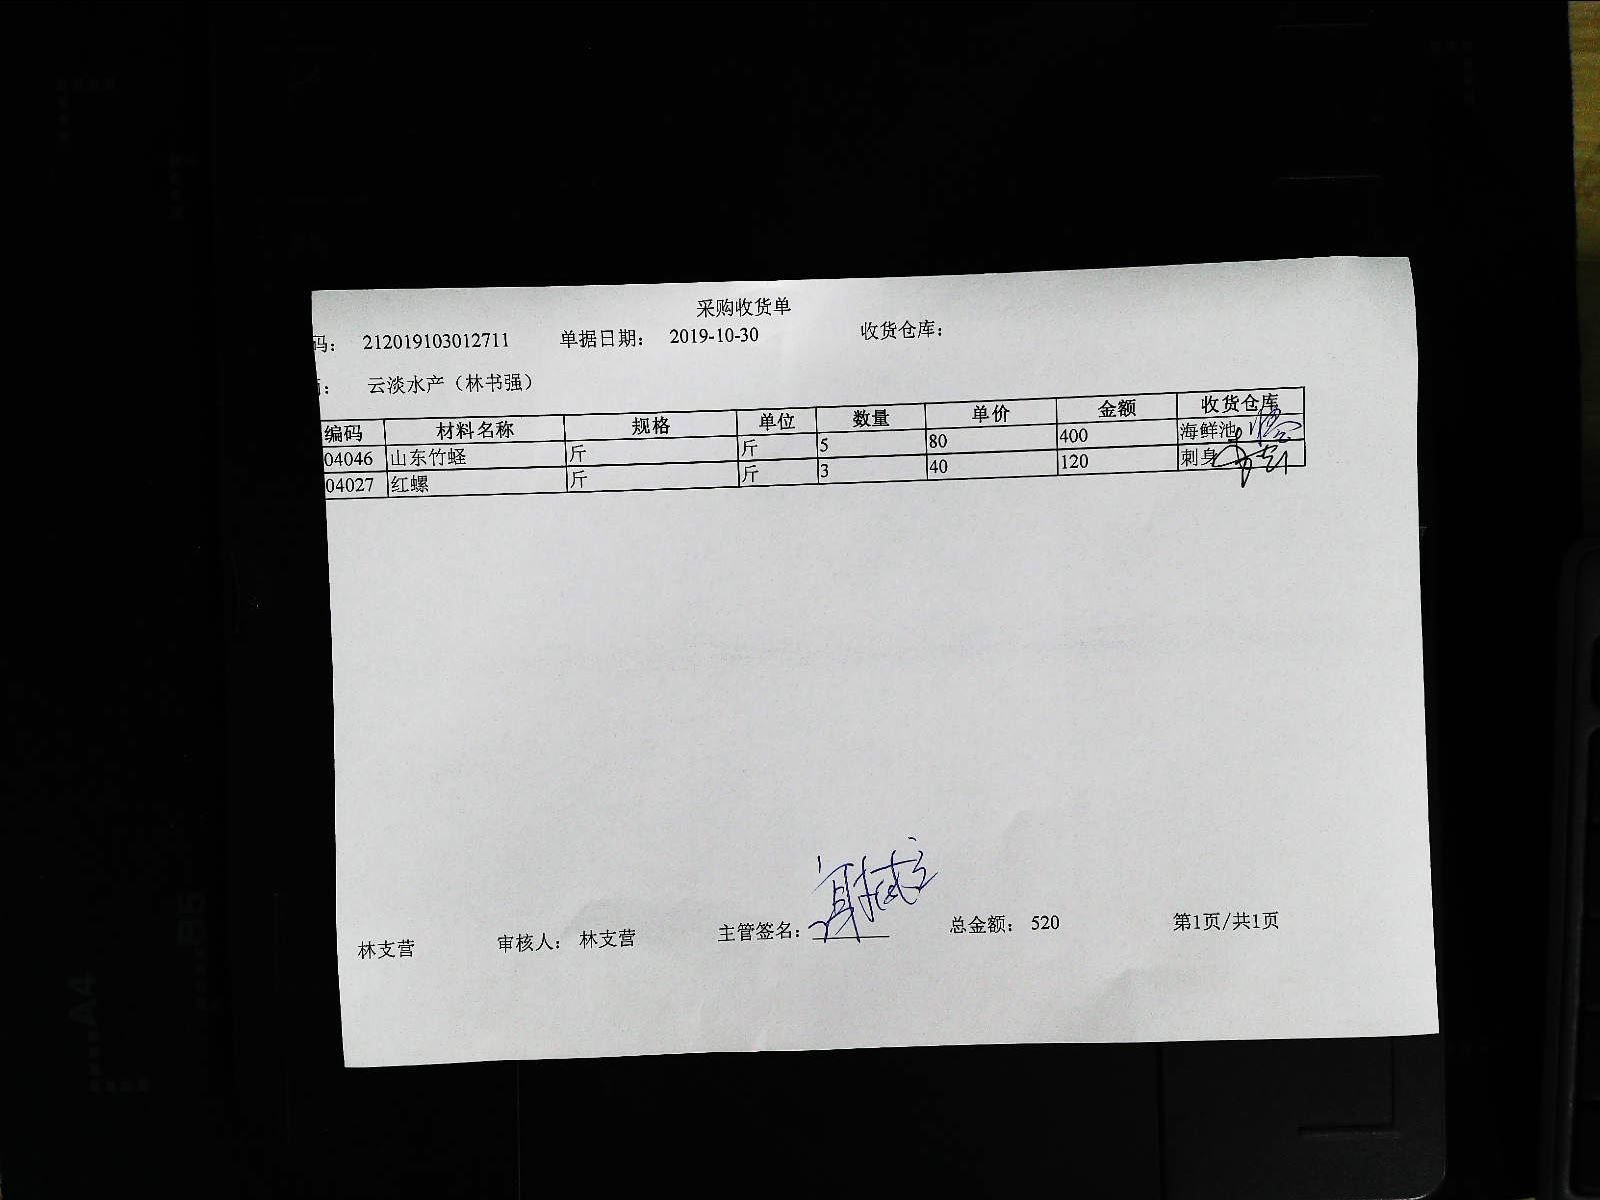 采购收货单
码： 212019103012711 单据日期： 2019-10-30 收货仓库：
： 云淡水产（林书强）
编码 材料名称 规格 单位 数量 单价 金额 收货仓库
04046 山东竹蛏 斤 斤 5 80 400 海鲜池
04027 红螺 斤 斤 3 40 120 刺身
林支营 审核人： 林支营 主管签名： 总金额： 520 第1页/共1页